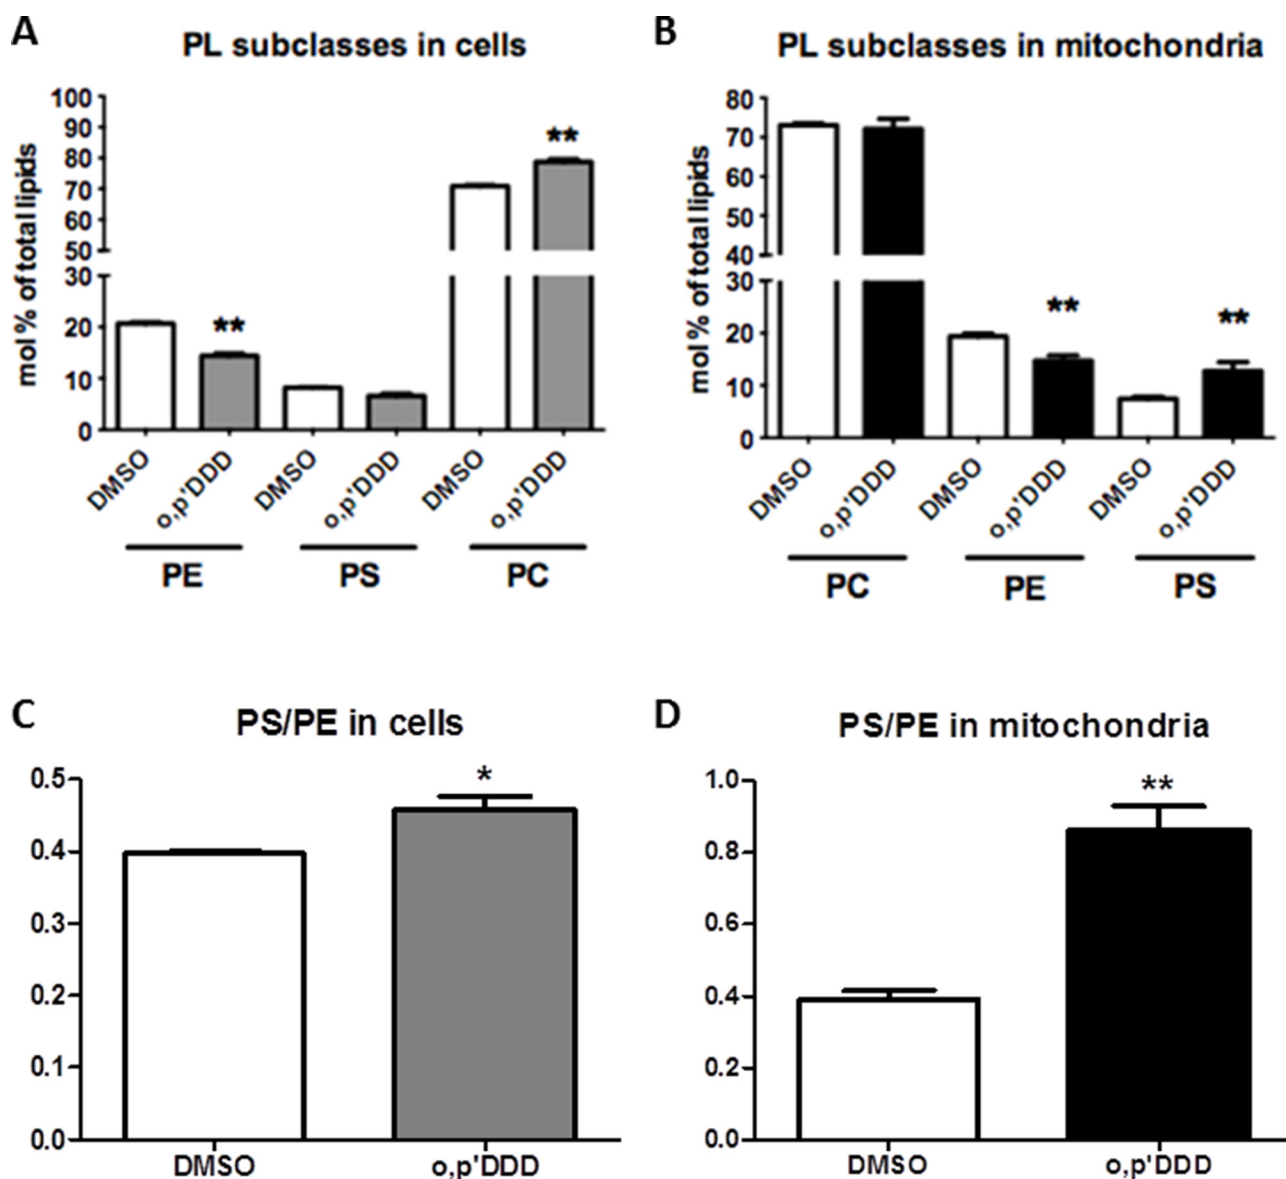 A
PL subclasses in cells
mol % of total lipids
100
90
80
70
60
50
30
20
10
0
**
**
DMSO
o,p'DDD
DMSO
o,p'DDD
DMSO
o,p'DDD
PE
PS
PC
B
PL subclasses in mitochondria
mol % of total lipids
80
70
60
50
40
30
20
10
0
**
**
DMSO
o,p'DDD
DMSO
o,p'DDD
DMSO
o,p'DDD
PC
PE
PS
C
PS/PE in cells
0.5
0.4
0.3
0.2
0.1
0.0
*
DMSO
o,p'DDD
D
PS/PE in mitochondria
1.0
0.8
0.6
0.4
0.2
0.0
**
DMSO
o,p'DDD